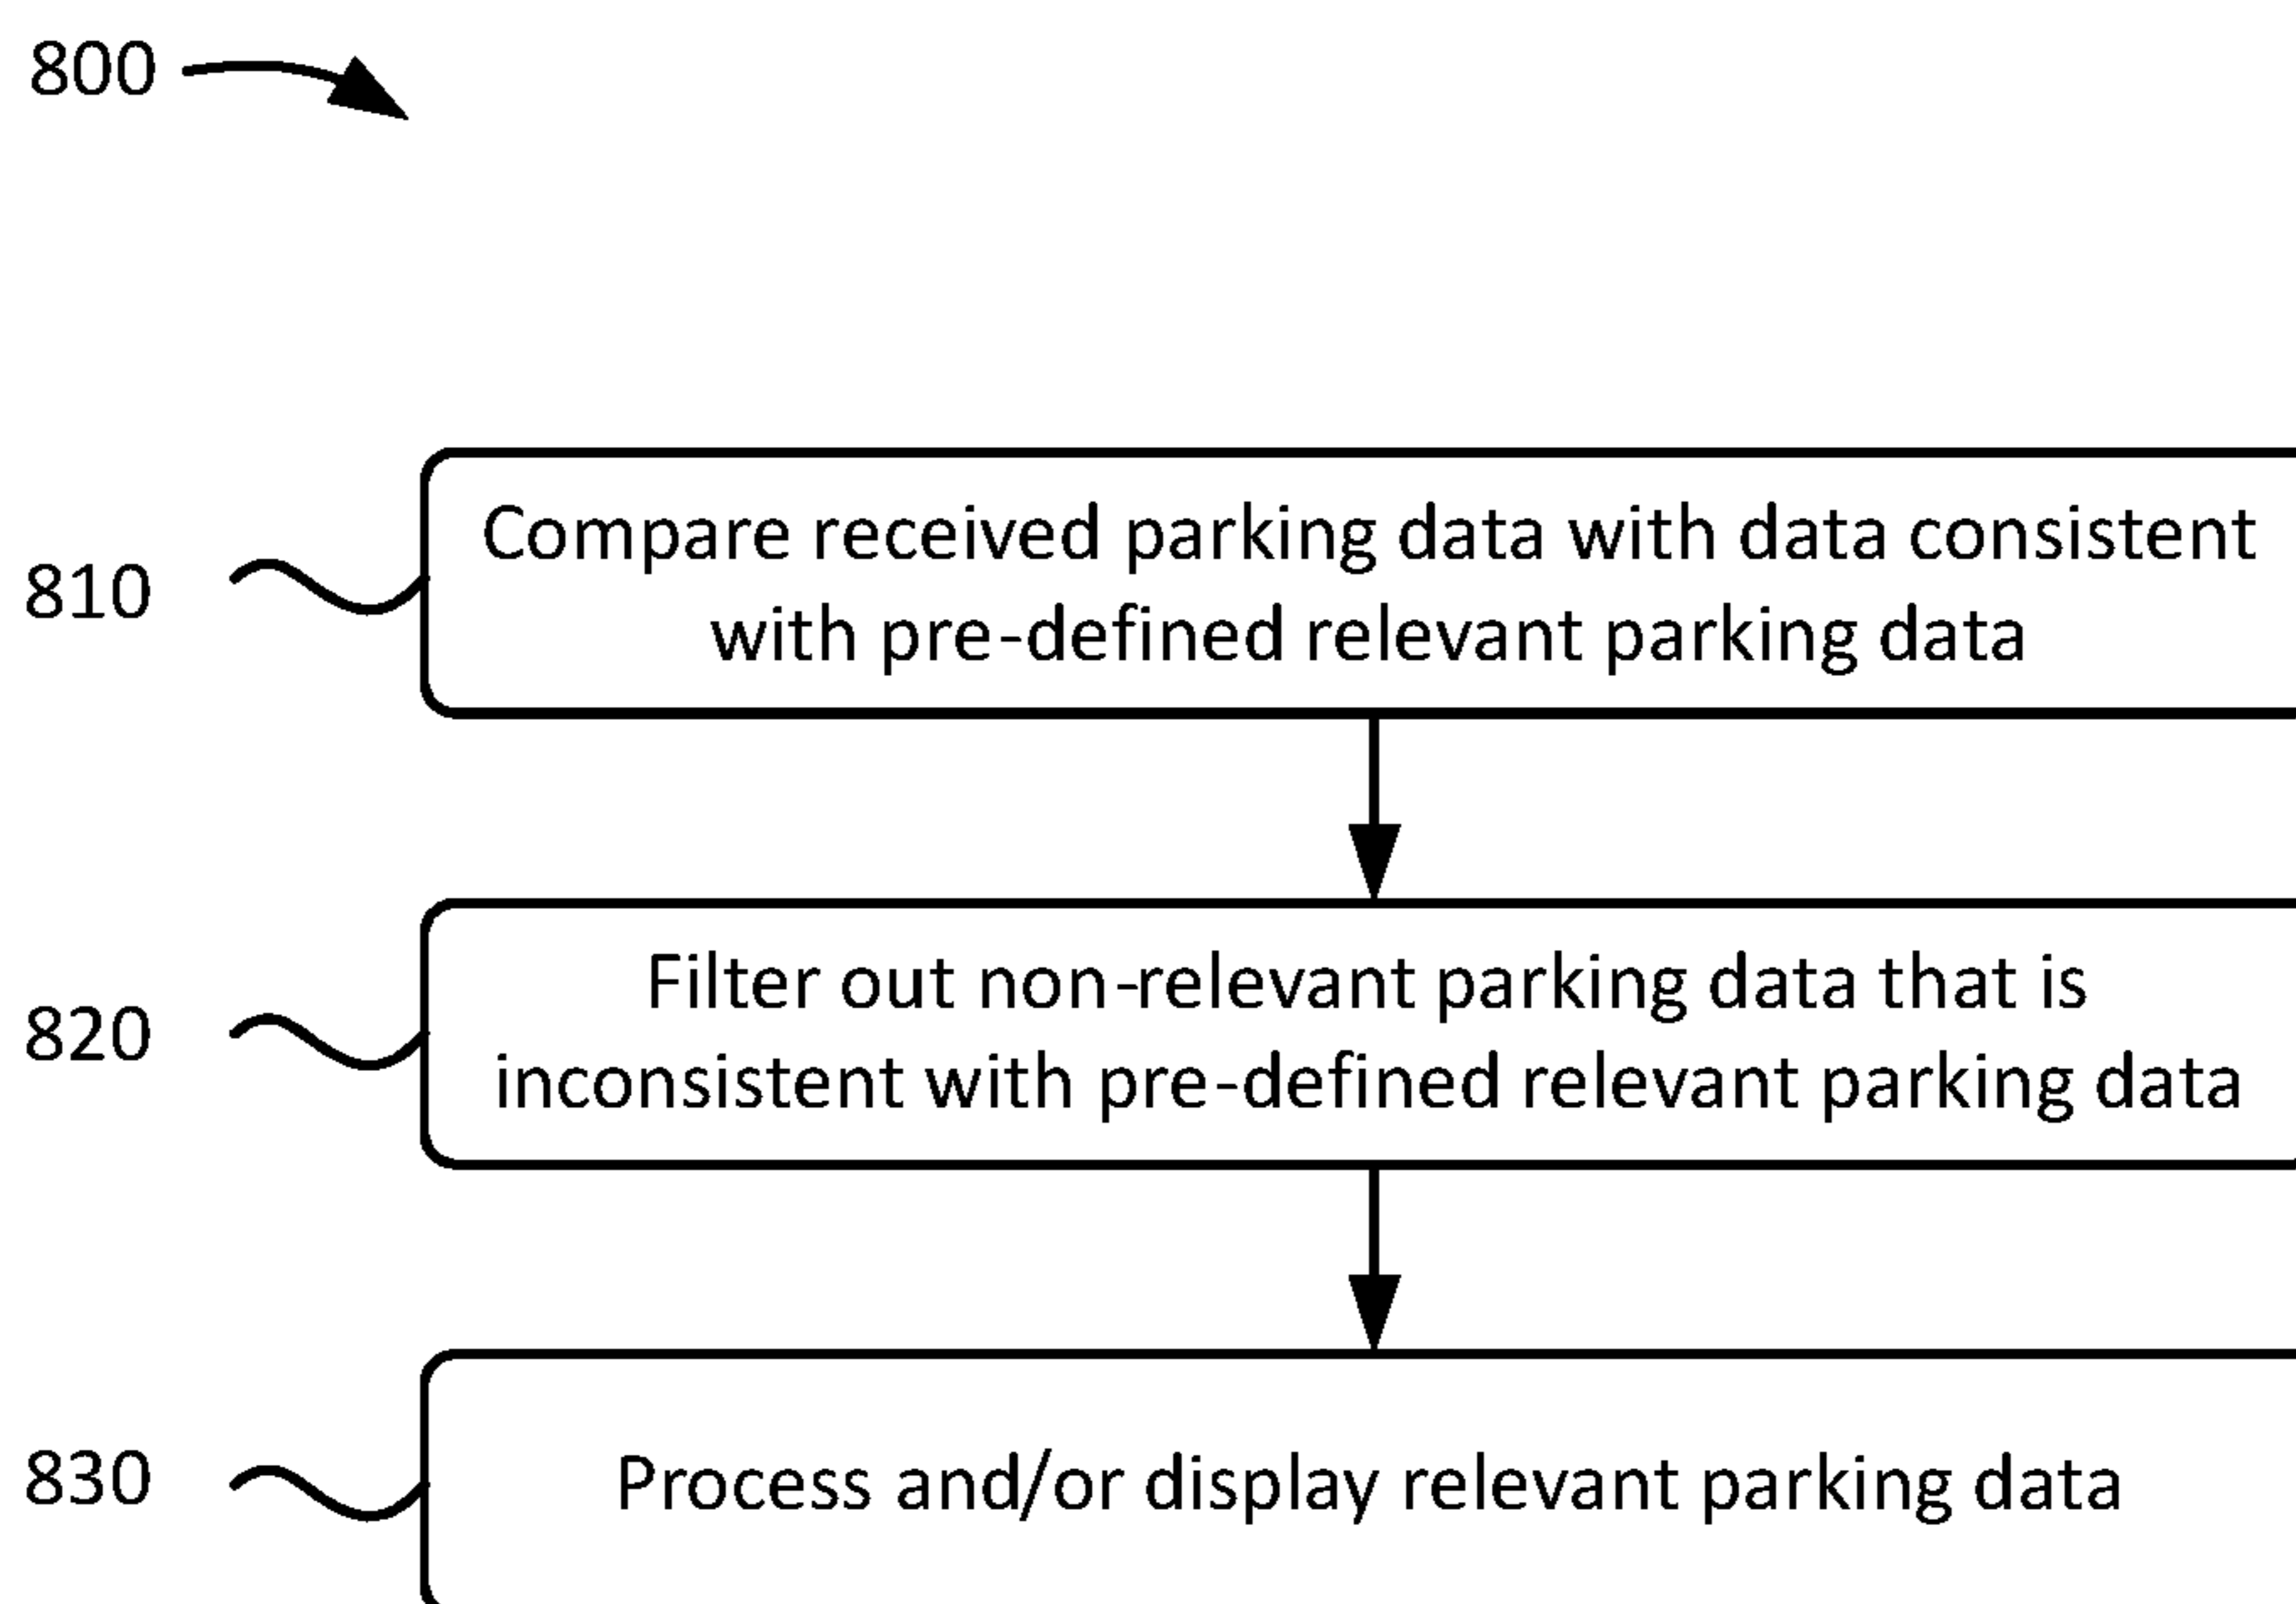 800
810
Compare received parking data with data consistent
with pre-defined relevant parking data
820
Filter out non-relevant parking data that is
inconsistent with pre-defined relevant parking data
830
Process and/or display relevant parking data